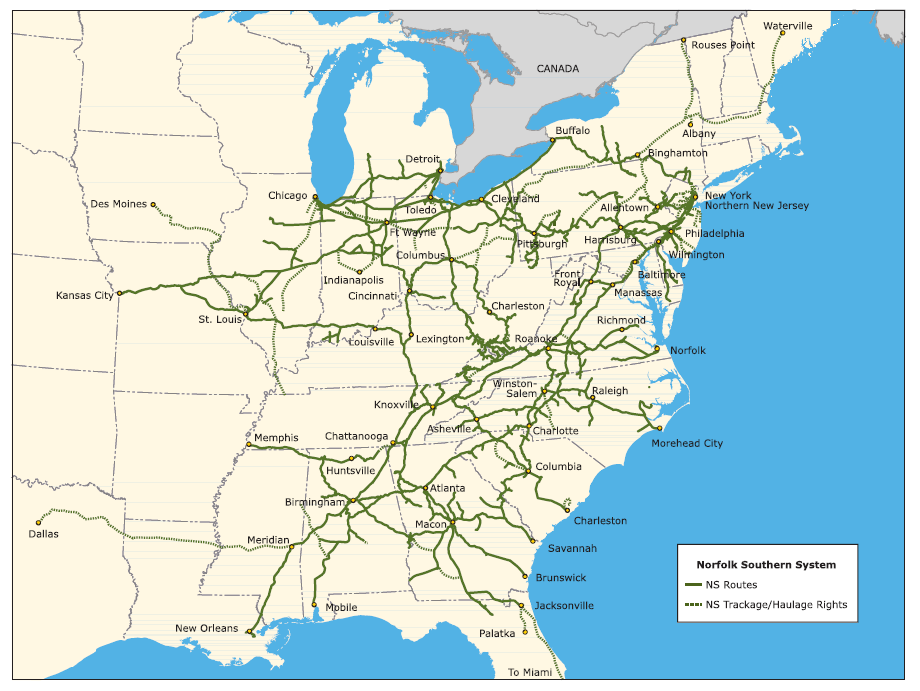 Waterville
Rouses Point
CANADA
Albany
Buffalo
Binghamton
Detroit
Chicago
Toledo
Cleveland
New York
Northern New Jersey
Des Moines
Allentown
Ft Wayne
Pittsburgh
Harrisburg
Philadelphia
Columbus
Wilmington
Indianapolis
Front
Royal
Baltimore
Kansas City
Cincinnati
Manassas
Charleston
St. Louis
Richmond
Louisville
Lexington
Roanoke
Norfolk
Winston-
Salem
Raleigh
Knoxville
Asheville
Charlotte
Memphis
Chattanooga
Morehead City
Huntsville
Columbia
Birmingham
Atlanta
Charleston
Macon
Dallas
Meridian
Savannah
Norfolk Southern System
Brunswick
NS Routes
NS Trackage/Haulage Rights
Mobile
Jacksonville
New Orleans
Palatka
To Miami